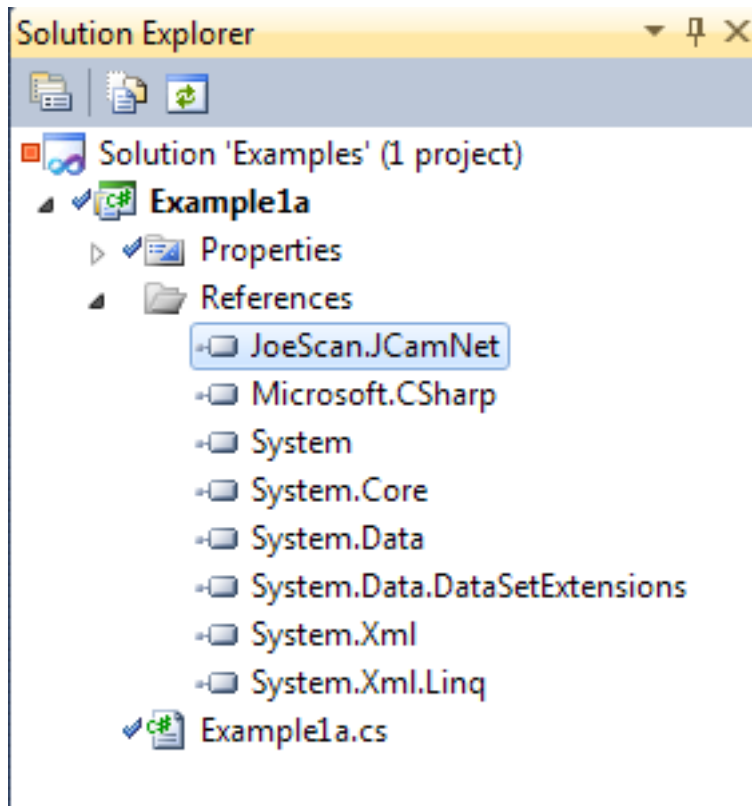 Solution Explorer
Solution 'Examples' (1 project)
C# Example1a
Properties
References
JoeScan.JCamNet
Microsoft.CSharp
System
System.Core
System.Data
System.Data.DataSetExtensions
System.Xml
System.Xml.Linq
C# Example1a.cs